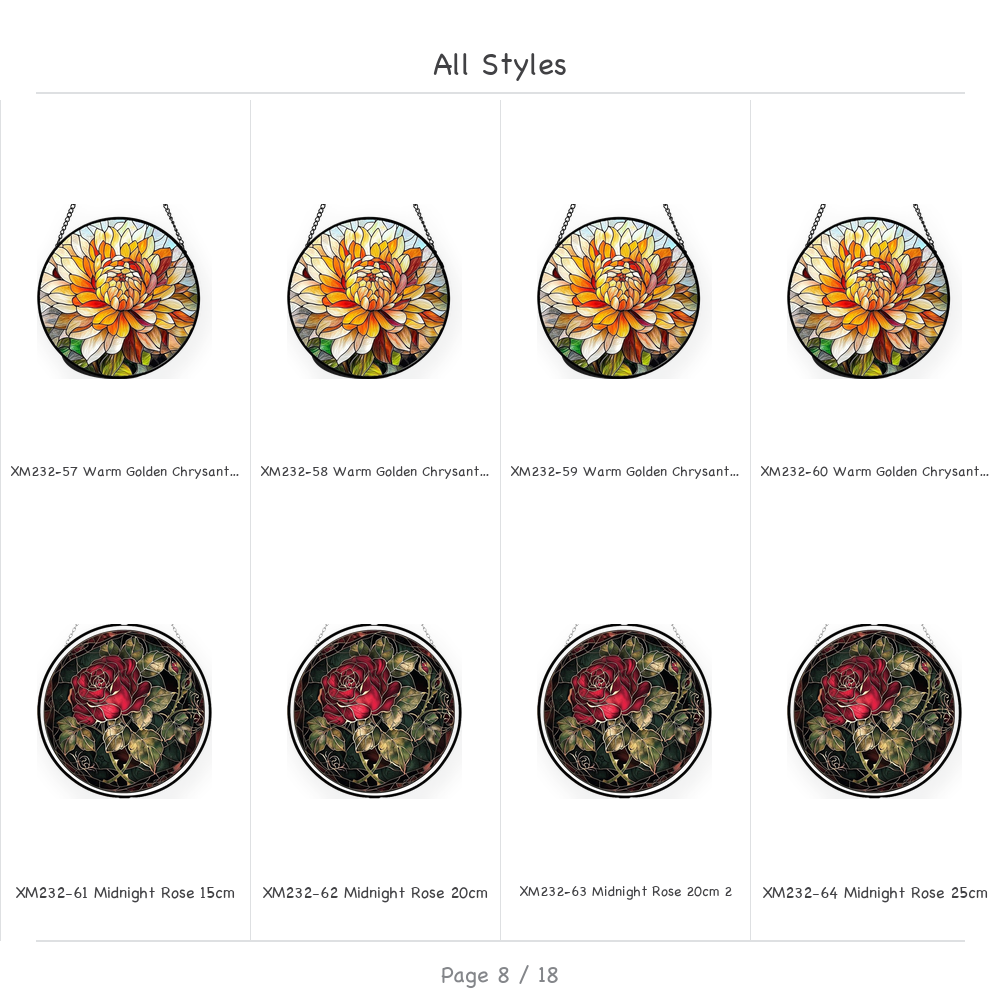 All Styles
XM232-57 Warm Golden Chrysant...
XM232-58 Warm Golden Chrysant...
XM232-59 Warm Golden Chrysant...
XM232-60 Warm Golden Chrysant...
XM232-61 Midnight Rose 15cm
XM232-62 Midnight Rose 20cm
XM232-63 Midnight Rose 20cm 2
XM232-64 Midnight Rose 25cm
Page 8 / 18